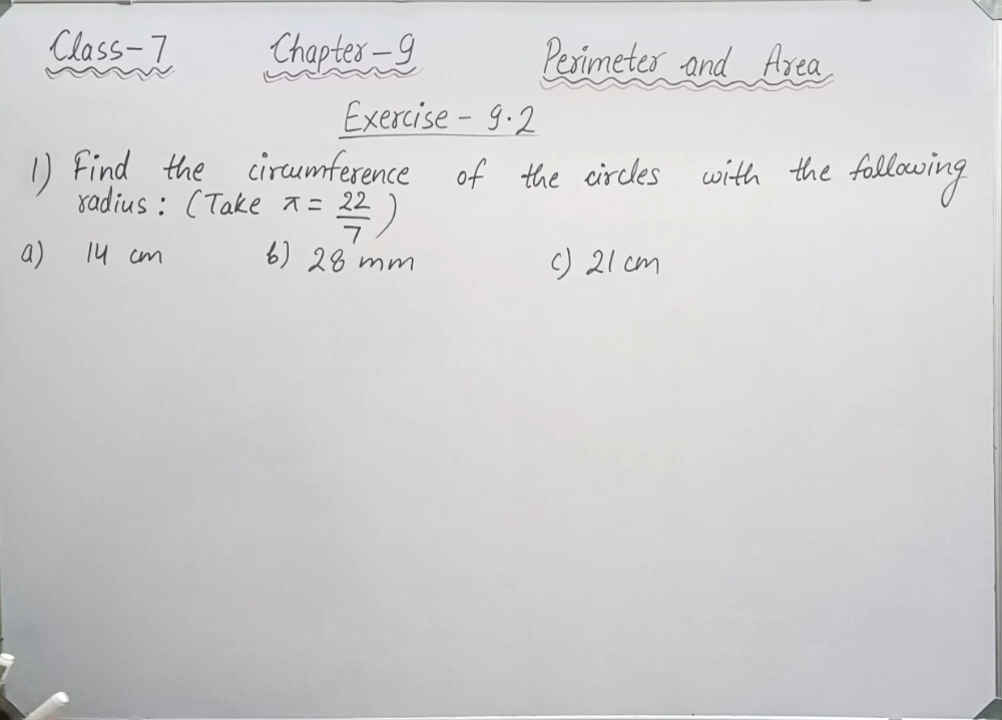 Class-7 Chapter-9 Perimeter and Area
Exercise - 9.2
1) Find the circumference of the circles with the following
radius: (Take π = 22/7)
a) 14 cm b) 28 mm c) 21 cm